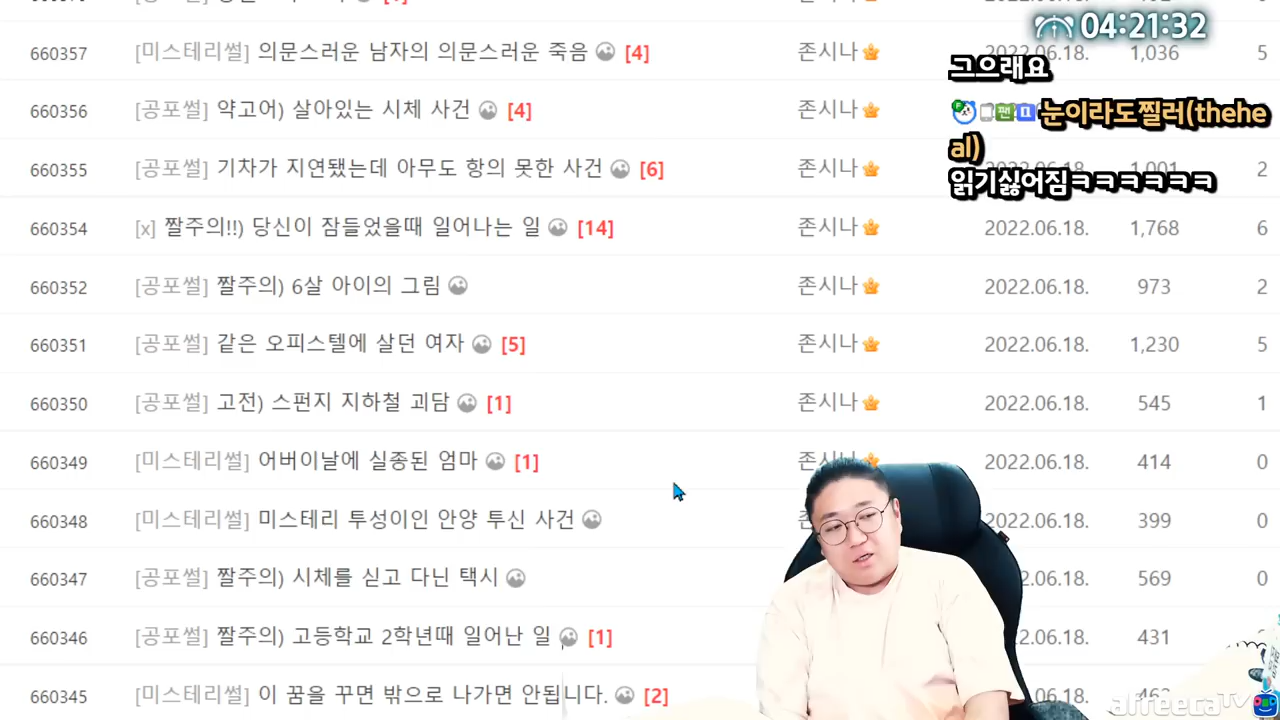 04:21:32
660357 [미스테리썰] 의문스러운 남자의 의문스러운 죽음 [4] 존시나 2022.06.18. 1,036 5
그으래요
660356 [공포썰] 약고어) 살아있는 시체 사건 [4] 존시나
눈이라도찔러(thehe
al)
660355 [공포썰] 기차가 지연됐는데 아무도 항의 못한 사건 [6] 존시나 1,001 2
읽기싫어짐ㅋㅋㅋㅋㅋㅋ
660354 [x] 짤주의!!) 당신이 잠들었을때 일어나는 일 [14] 존시나 2022.06.18. 1,768 6
660352 [공포썰] 짤주의) 6살 아이의 그림 존시나 2022.06.18. 973 2
660351 [공포썰] 같은 오피스텔에 살던 여자 [5] 존시나 2022.06.18. 1,230 5
660350 [공포썰] 고전) 스펀지 지하철 괴담 [1] 존시나 2022.06.18. 545 1
660349 [미스테리썰] 어버이날에 실종된 엄마 [1] 존시나 2022.06.18. 414 0
660348 [미스테리썰] 미스테리 투성이인 안양 투신 사건 2022.06.18. 399 0
660347 [공포썰] 짤주의) 시체를 싣고 다닌 택시 2.06.18. 569 0
660346 [공포썰] 짤주의) 고등학교 2학년때 일어난 일 [1] 2.06.18. 431
660345 [미스테리썰] 이 꿈을 꾸면 밖으로 나가면 안됩니다. [2] .06.18.
afreecaTV